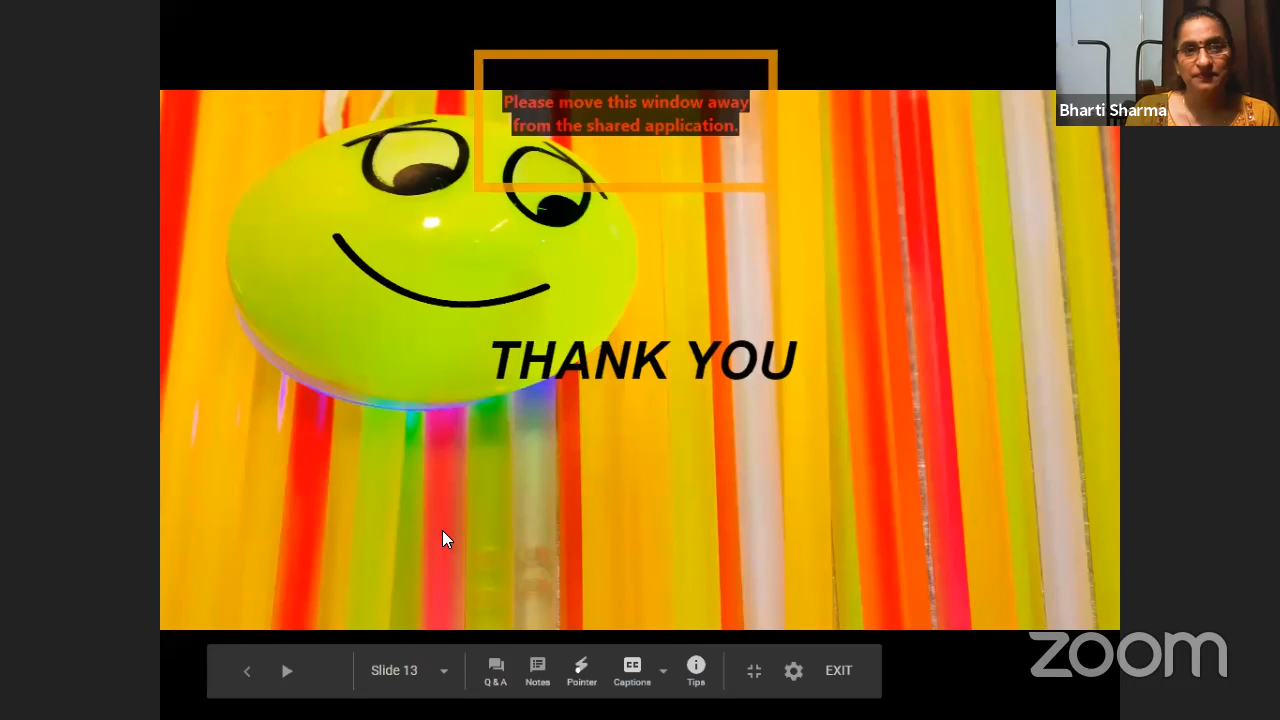 Please move this window away
from the shared application.
Bharti Sharma
THANK YOU
Slide 13
Q & A
Notes
Pointer
CC
Captions
Tips
EXIT
zoom